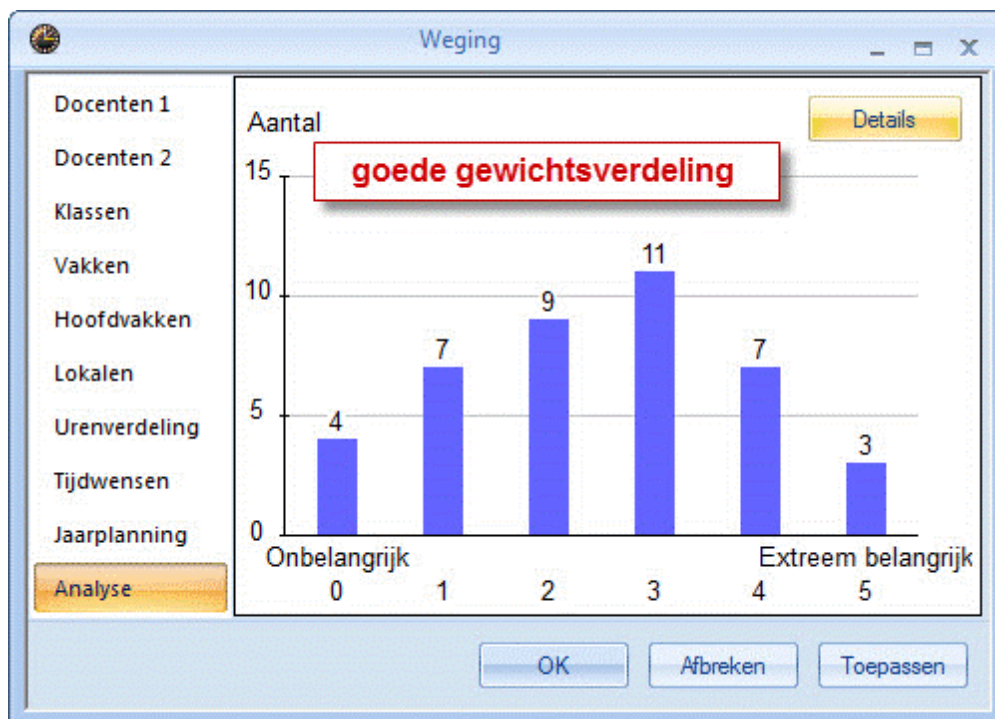 Weging
Docenten 1
Docenten 2
Klassen
Vakken
Hoofdvakken
Lokalen
Urenverdeling
Tijdwensen
Jaarplanning
Analyse
Aantal
Details
goede gewichtsverdeling
15
10
5
0
4
7
9
11
7
3
Onbelangrijk
Extreem belangrijk
0 1 2 3 4 5
OK
Afbreken
Toepassen